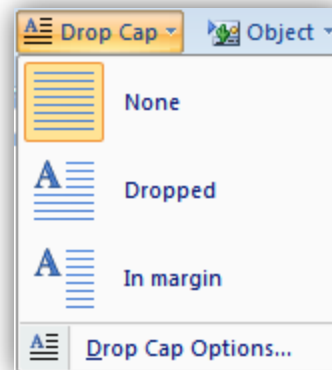 Drop Cap Object
None
Dropped
In margin
Drop Cap Options...